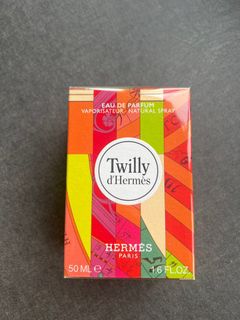 EAU DE PARFUM
VAPORISATEUR - NATURAL SPRAY
Twilly
d'Hermès
HERMÈS
PARIS
50 ML e 1.6 FL.OZ.